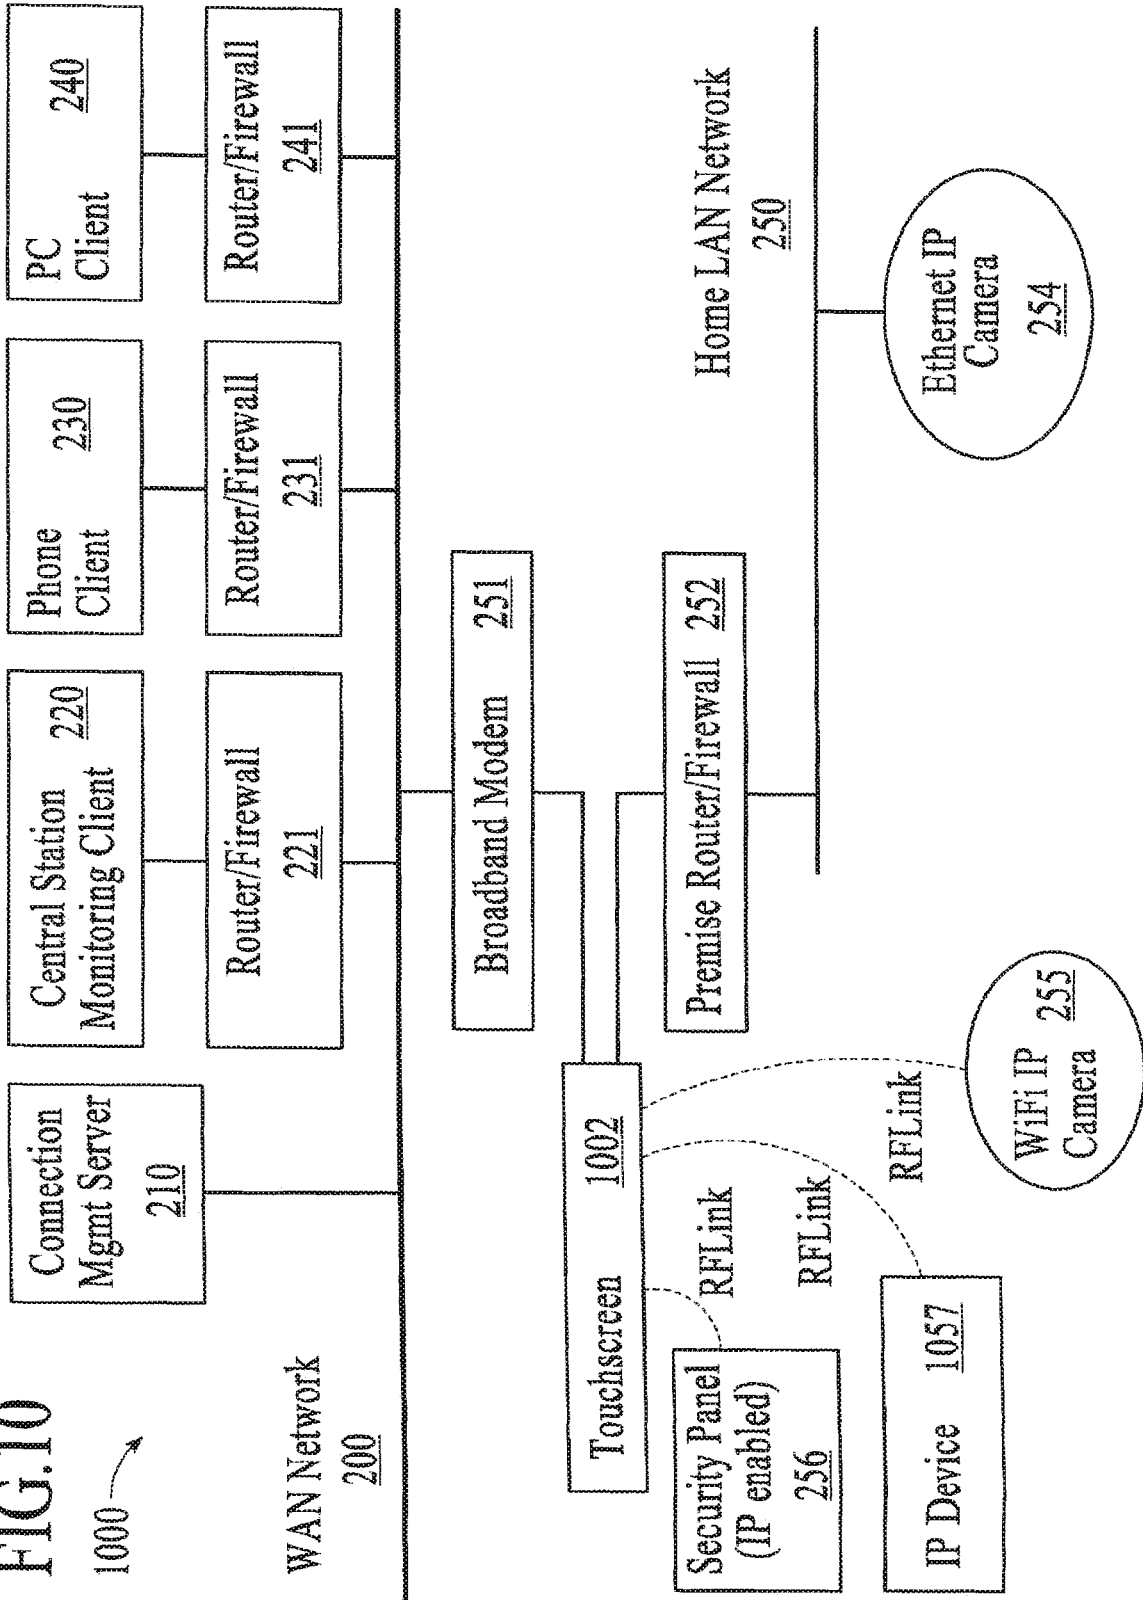 FIG.10
1000
Connection
Mgmt Server
210
Central Station
Monitoring Client
220
Phone
Client
230
PC
Client
240
Router/Firewall
221
Router/Firewall
231
Router/Firewall
241
WAN Network
200
Broadband Modem 251
Touchscreen 1002
Premise Router/Firewall 252
Home LAN Network
250
RFLink
RFLink
RFLink
Security Panel
(IP enabled)
256
IP Device 1057
WiFi IP
Camera
255
Ethernet IP
Camera
254